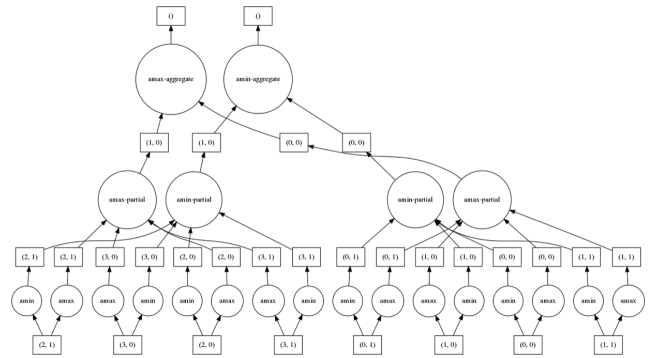 () ()
amax-aggregate amin-aggregate
(1, 0) (1, 0) (0, 0) (0, 0)
amax-partial amin-partial amin-partial amax-partial
(2, 1) (2, 1) (3, 0) (3, 0) (2, 0) (2, 0) (3, 1) (3, 1) (0, 1) (0, 1) (1, 0) (1, 0) (0, 0) (0, 0) (1, 1) (1, 1)
amin amax amax amin amin amax amax amin amin amax amax amin amin amax amin amax
(2, 1) (3, 0) (2, 0) (3, 1) (0, 1) (1, 0) (0, 0) (1, 1)